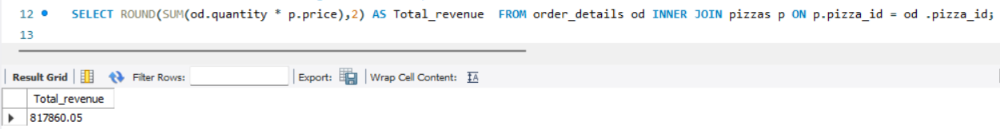 12 SELECT ROUND(SUM(od.quantity * p.price),2) AS Total_revenue  FROM order_details od INNER JOIN pizzas p ON p.pizza_id = od .pizza_id;
13
Result Grid Filter Rows: Export: Wrap Cell Content: IA
Total_revenue
817860.05